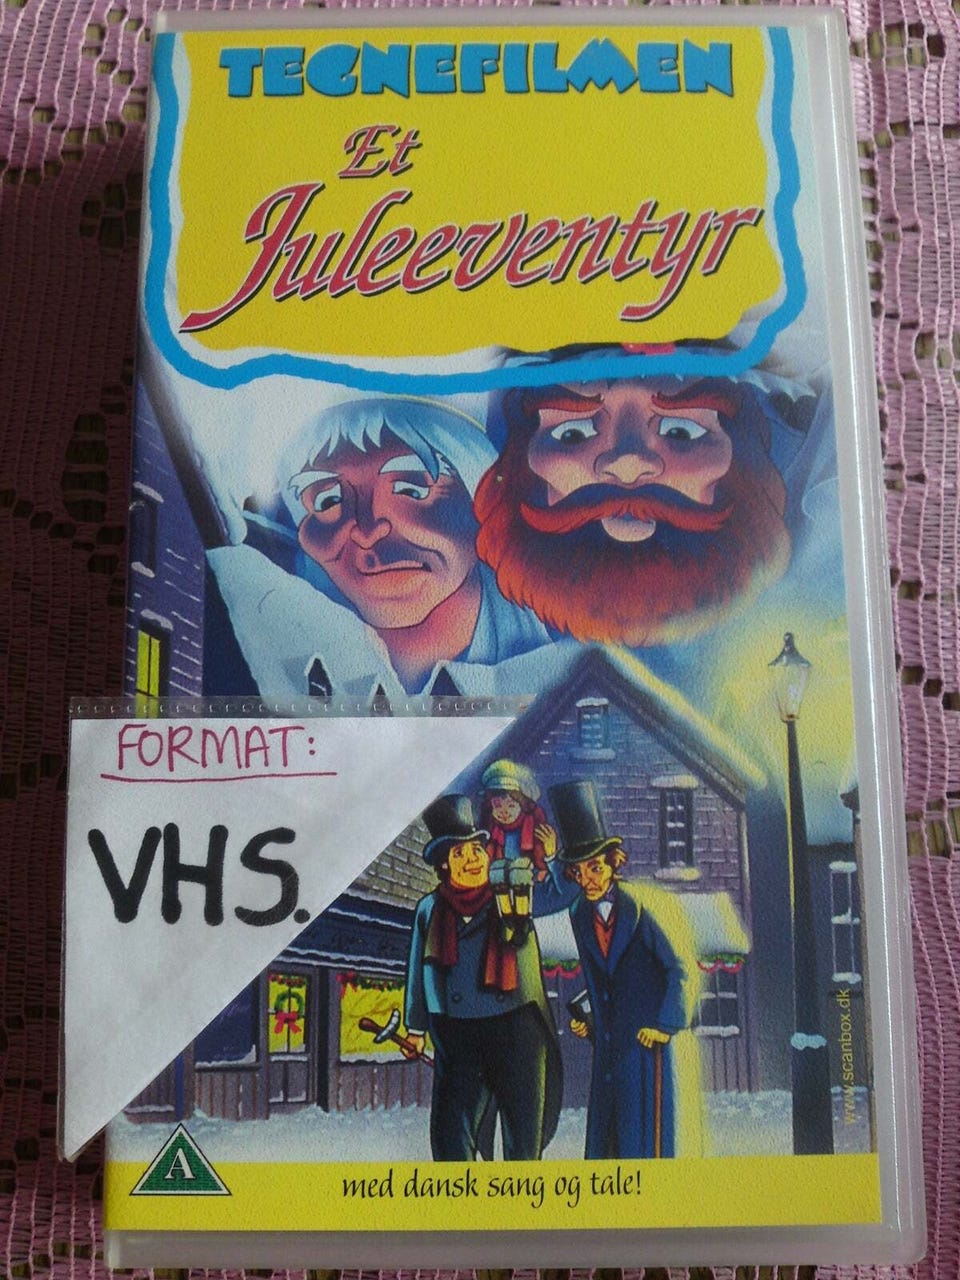 TEGNEFILMEN
Et
Juleeventyr
FORMAT:
VHS.
www.scanbox.dk
A
med dansk sang og tale!